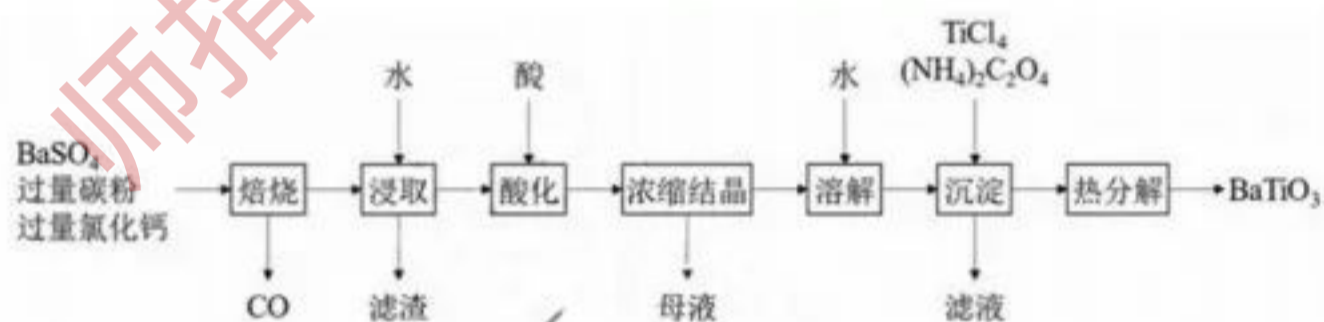 TiCl₄
(NH₄)₂C₂O₄
水
酸
水
BaSO₄
过量碳粉
过量氯化钙
焙烧
浸取
酸化
浓缩结晶
溶解
沉淀
热分解
BaTiO₃
CO
滤渣
母液
滤液
师指